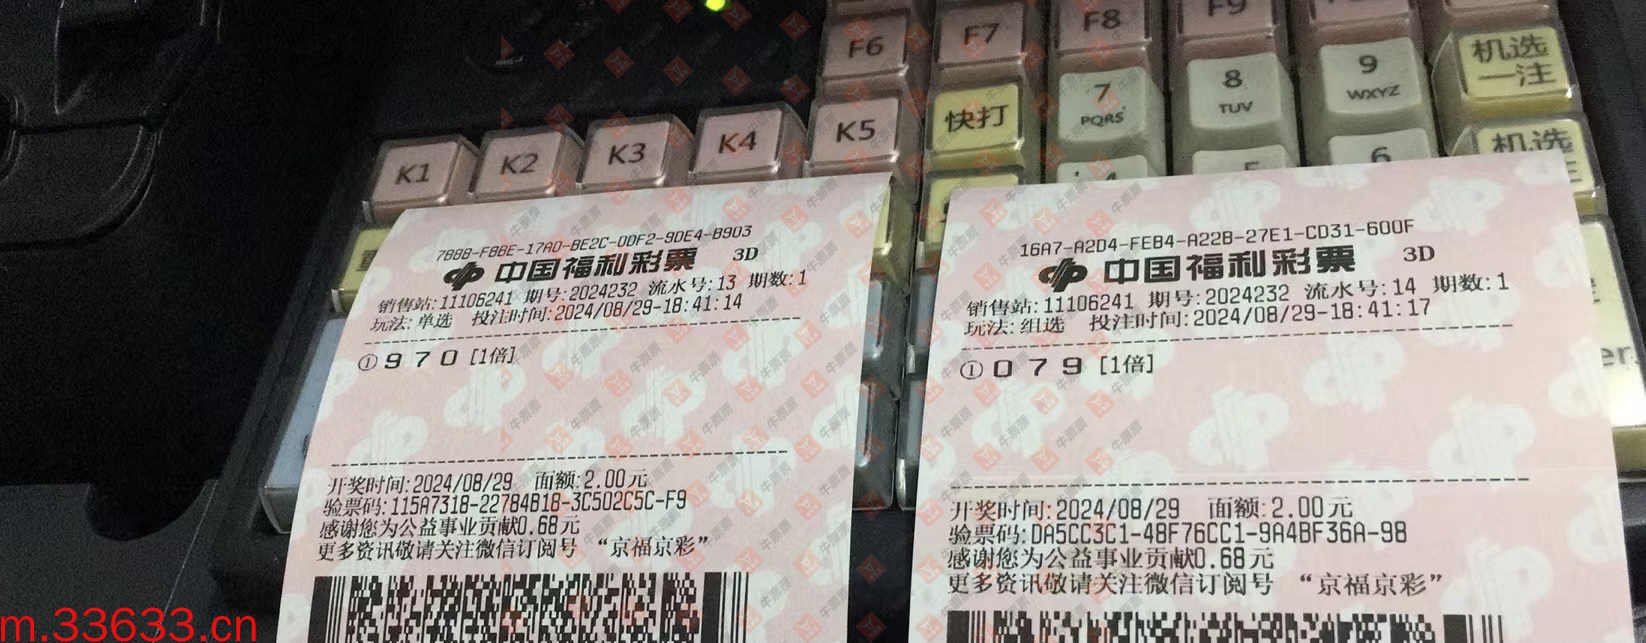 F6 F7 F8 F9
机选
一注
快打
7
PQRS
8
TUV
9
WXYZ
K1 K2 K3 K4 K5
机选
6
7BBB-FBBE-17A0-BE2C-0DF2-9DE4-B903
中国福利彩票 3D
销售站:11106241 期号:2024232 流水号:13 期数:1
玩法:单选 投注时间:2024/08/29-18:41:14
①970[1倍]
开奖时间:2024/08/29 面额:2.00元
验票码:115A7318-22784B18-3C502C5C-F9
感谢您为公益事业贡献0.68元
更多资讯敬请关注微信订阅号 “京福京彩”
16A7-A2D4-FEB4-A22B-27E1-CD31-600F
中国福利彩票 3D
销售站:11106241 期号:2024232 流水号:14 期数:1
玩法:组选 投注时间:2024/08/29-18:41:17
①079[1倍]
开奖时间:2024/08/29 面额:2.00元
验票码:DA5CC3C1-48F76CC1-9A4BF36A-98
感谢您为公益事业贡献0.68元
更多资讯敬请关注微信订阅号 “京福京彩”
m.33633.cn